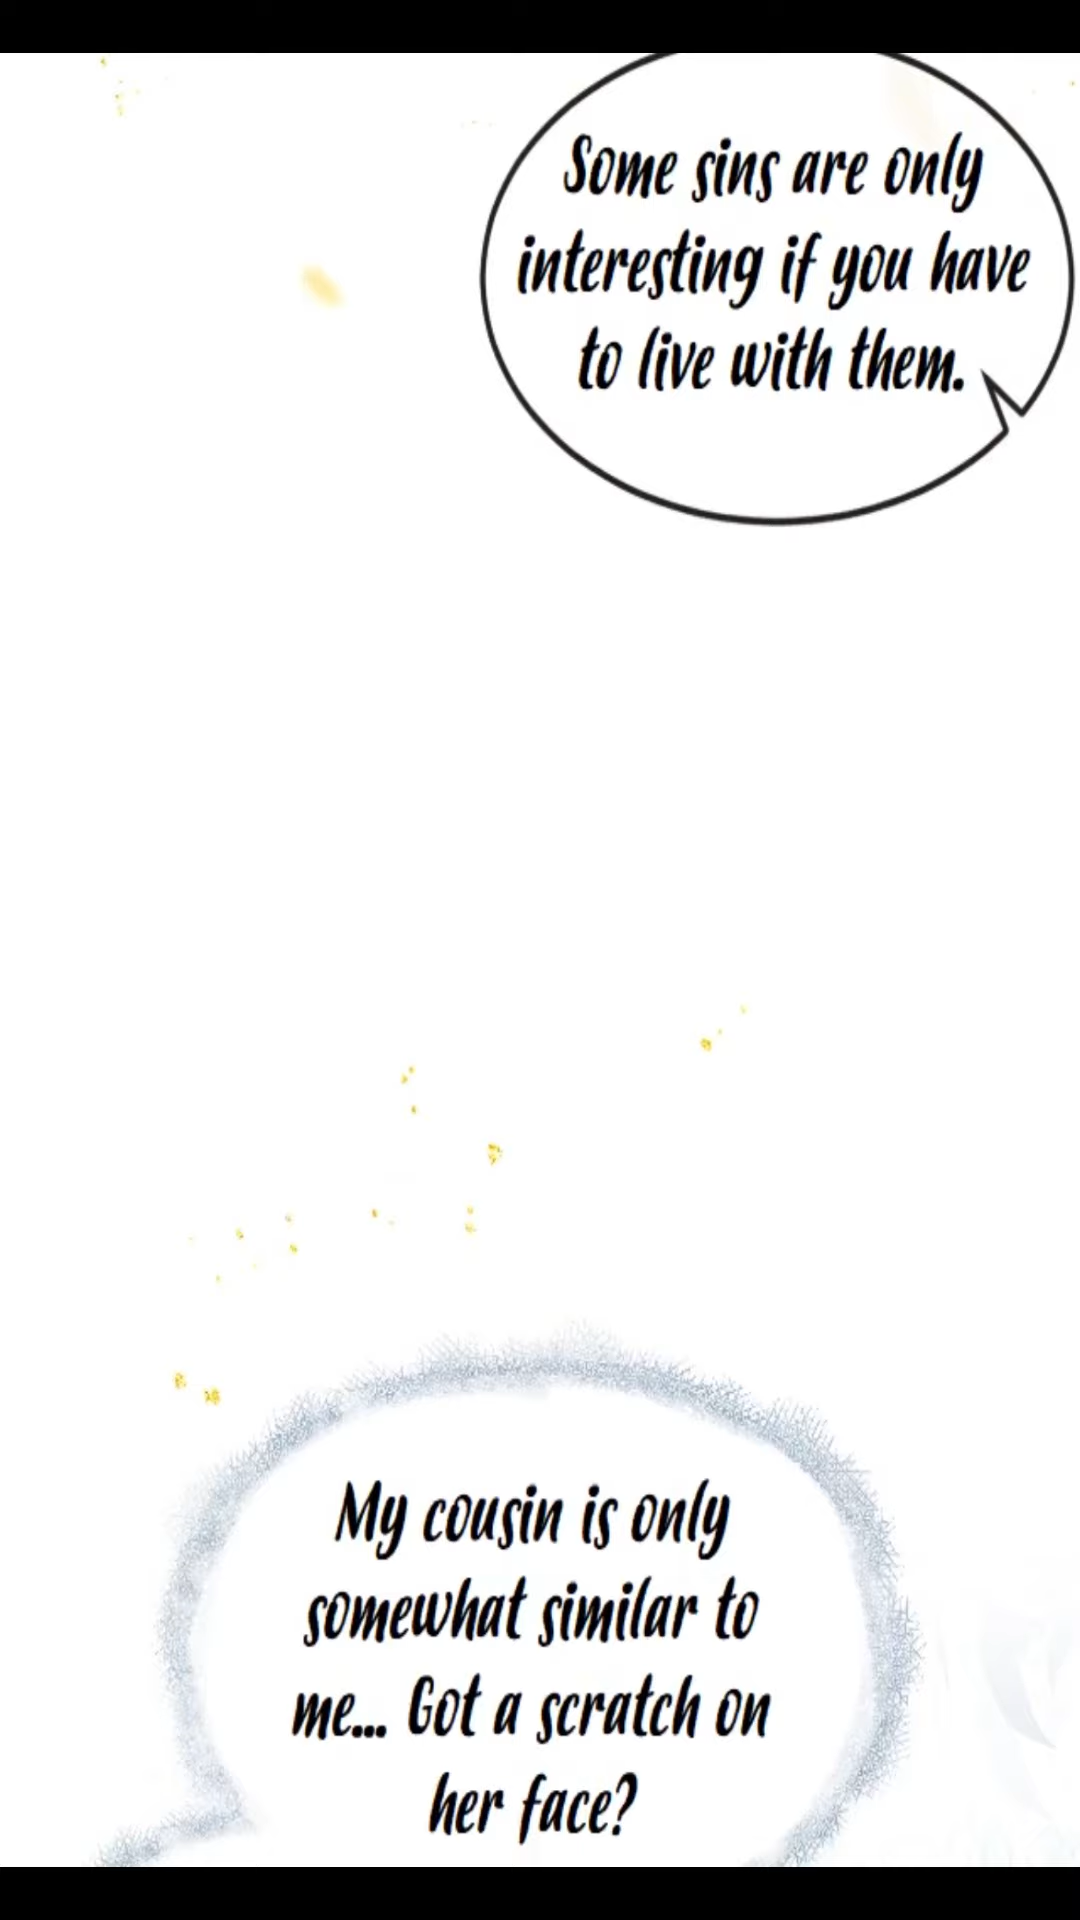 Some sins are only
interesting if you have
to live with them.
My cousin is only
somewhat similar to
me... Got a scratch on
her face?